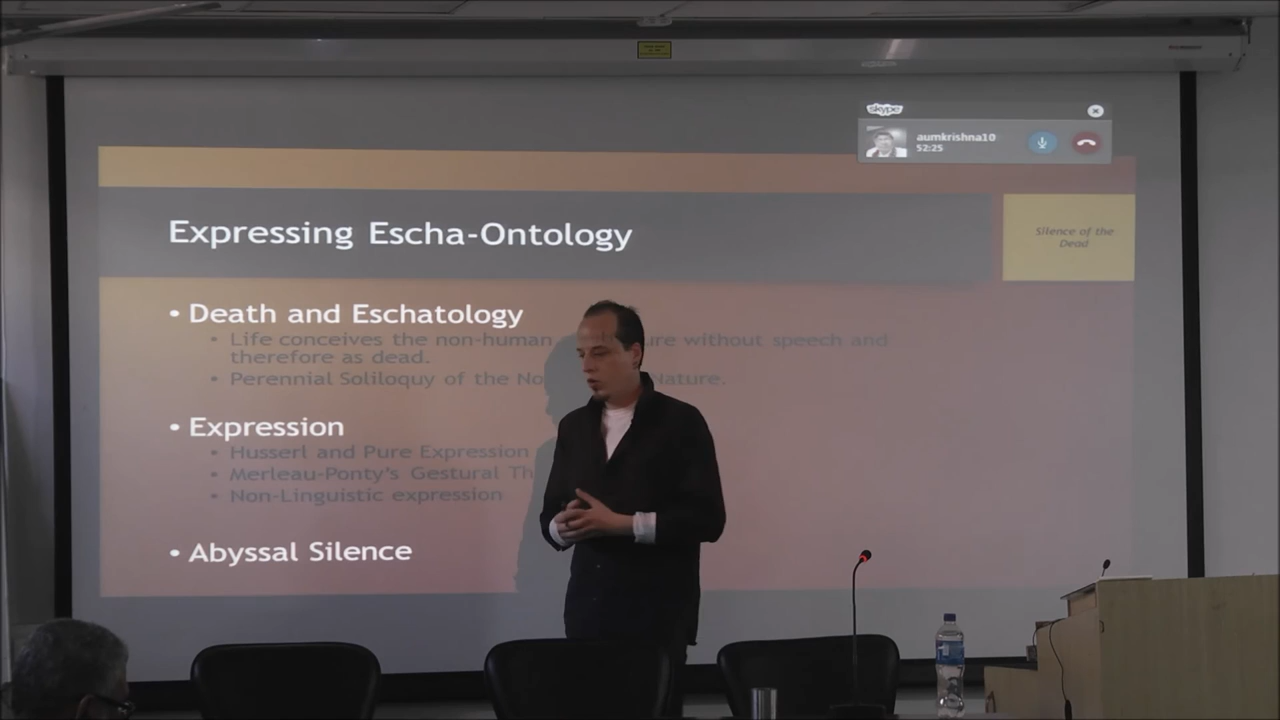 skype
aumkrishna10
52:25
Expressing Escha-Ontology
Silence of the
Dead
• Death and Eschatology
• Life conceives the non-human ure without speech and
therefore as dead.
• Perennial Soliloquy of the No Nature.
• Expression
• Husserl and Pure Expression
• Merleau-Ponty's Gestural Th
• Non-Linguistic expression
• Abyssal Silence